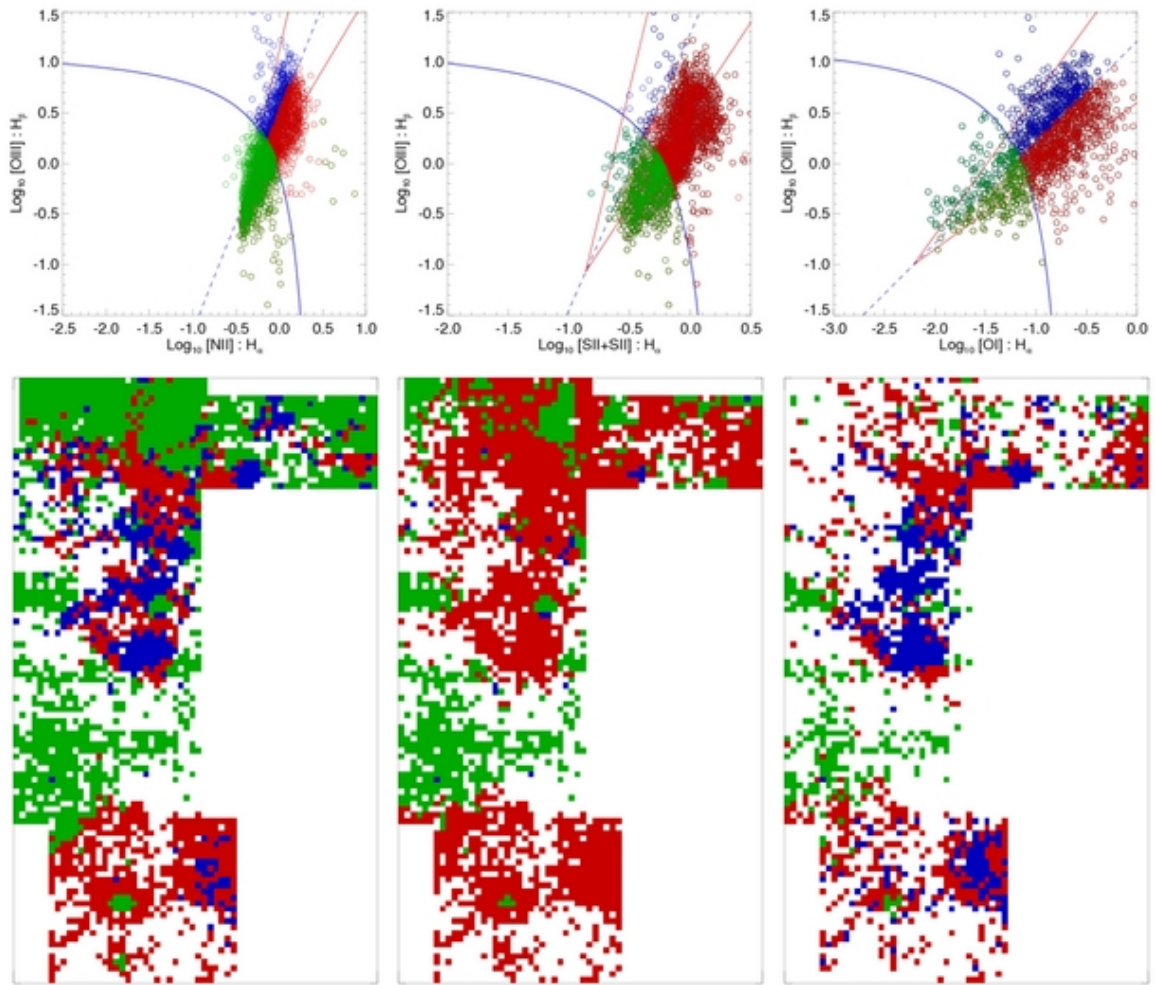 1.5 1.5 1.5
1.0 1.0 1.0
0.5 0.5 0.5
0.0 0.0 0.0
-0.5 -0.5 -0.5
-1.0 -1.0 -1.0
-1.5 -1.5 -1.5
Log₁₀ [OIII] : Hᵦ Log₁₀ [OIII] : Hᵦ Log₁₀ [OIII] : Hᵦ
-2.5 -2.0 -1.5 -1.0 -0.5 0.0 0.5 1.0 -2.0 -1.5 -1.0 -0.5 0.0 0.5 -3.0 -2.5 -2.0 -1.5 -1.0 -0.5 0.0
Log₁₀ [NII] : Hα Log₁₀ [SII+SII] : Hα Log₁₀ [OI] : Hα